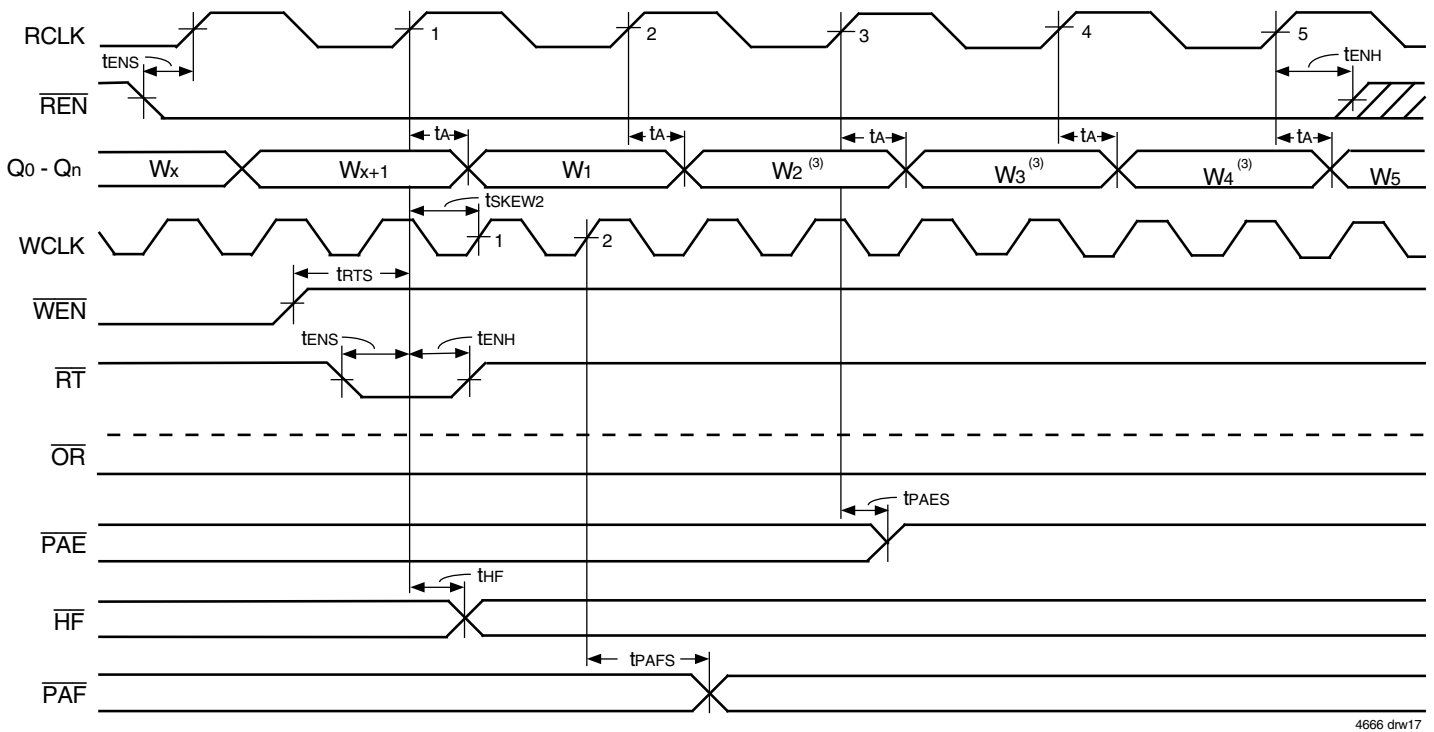 RCLK 1 2 3 4 5
tENS tENH
REN
tA tA tA tA tA
Q0 - Qn Wx Wx+1 W1 W2 (3) W3 (3) W4 (3) W5
tSKEW2
WCLK 1 2
tRTS
WEN
tENS tENH
RT
OR
tPAES
PAE
tHF
HF
tPAFS
PAF
4666 drw17